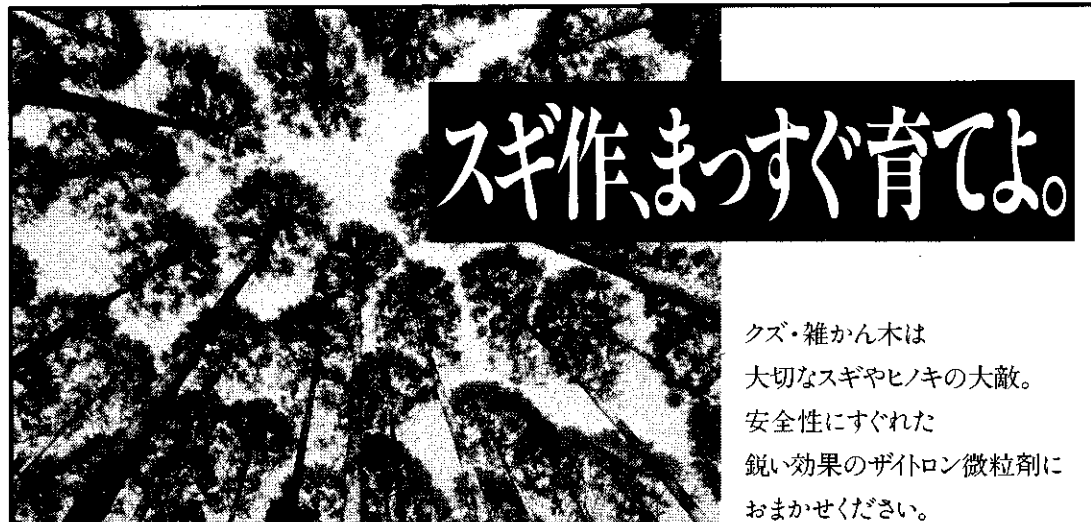 スギ作、まっすぐ育てよ。
クズ・雑かん木は
大切なスギやヒノキの大敵。
安全性にすぐれた
鋭い効果のザイトロン微粒剤に
おまかせください。